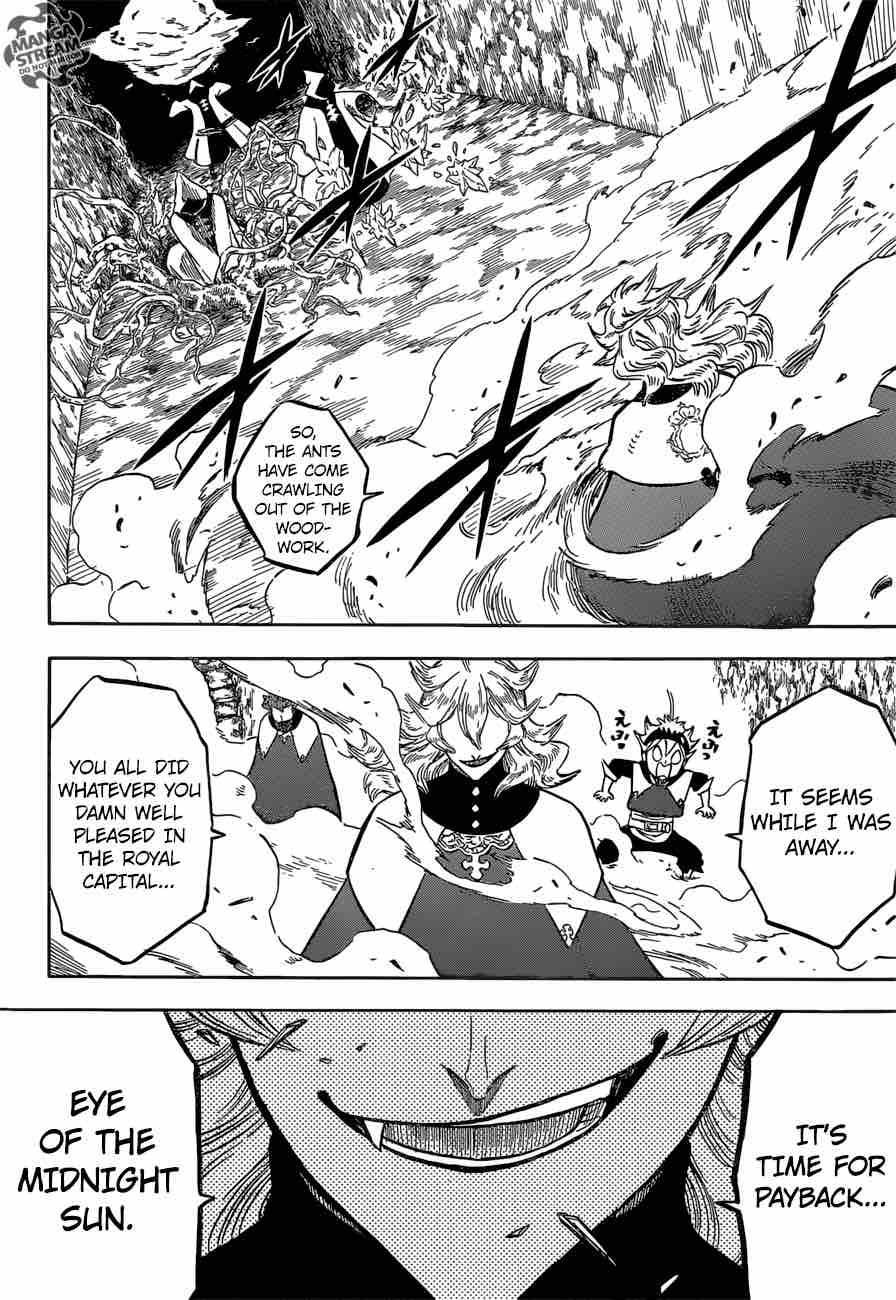 MANGA
STREAM
SO,
THE ANTS
HAVE COME
CRAWLING
OUT OF THE
WOOD-
WORK.
IT SEEMS
WHILE I WAS
AWAY...
えふっ
えふっ
YOU ALL DID
WHATEVER YOU
DAMN WELL
PLEASED IN
THE ROYAL
CAPITAL...
IT'S
TIME FOR
PAYBACK...
EYE
OF THE
MIDNIGHT
SUN.